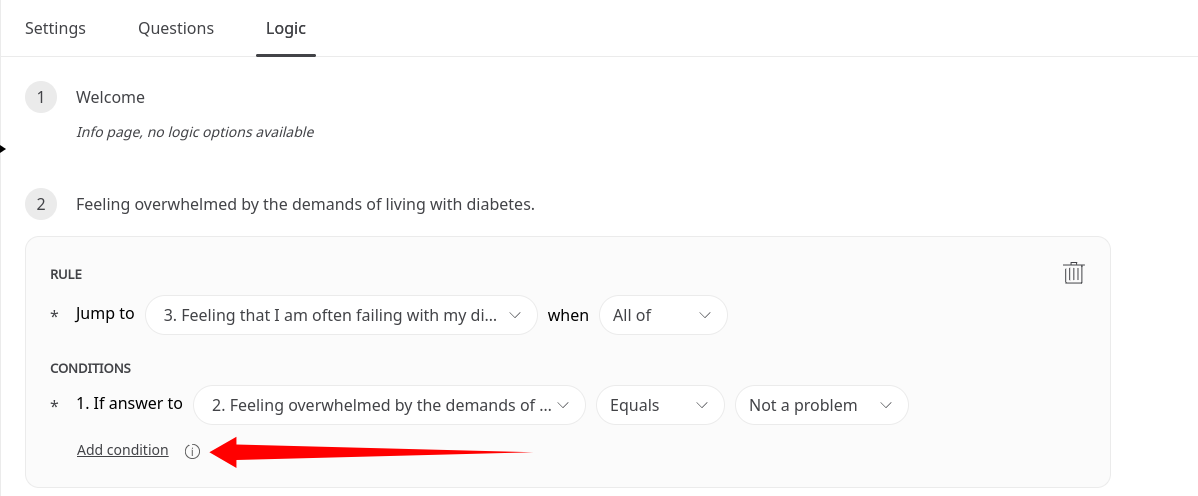 Settings Questions Logic
1 Welcome
Info page, no logic options available
2 Feeling overwhelmed by the demands of living with diabetes.
RULE
* Jump to 3. Feeling that I am often failing with my di... when All of
CONDITIONS
* 1. If answer to 2. Feeling overwhelmed by the demands of ... Equals Not a problem
Add condition